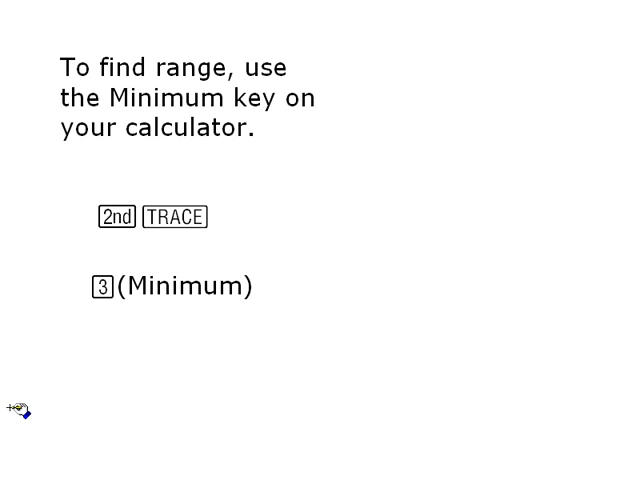 To find range, use
the Minimum key on
your calculator.
2nd TRACE
3 (Minimum)